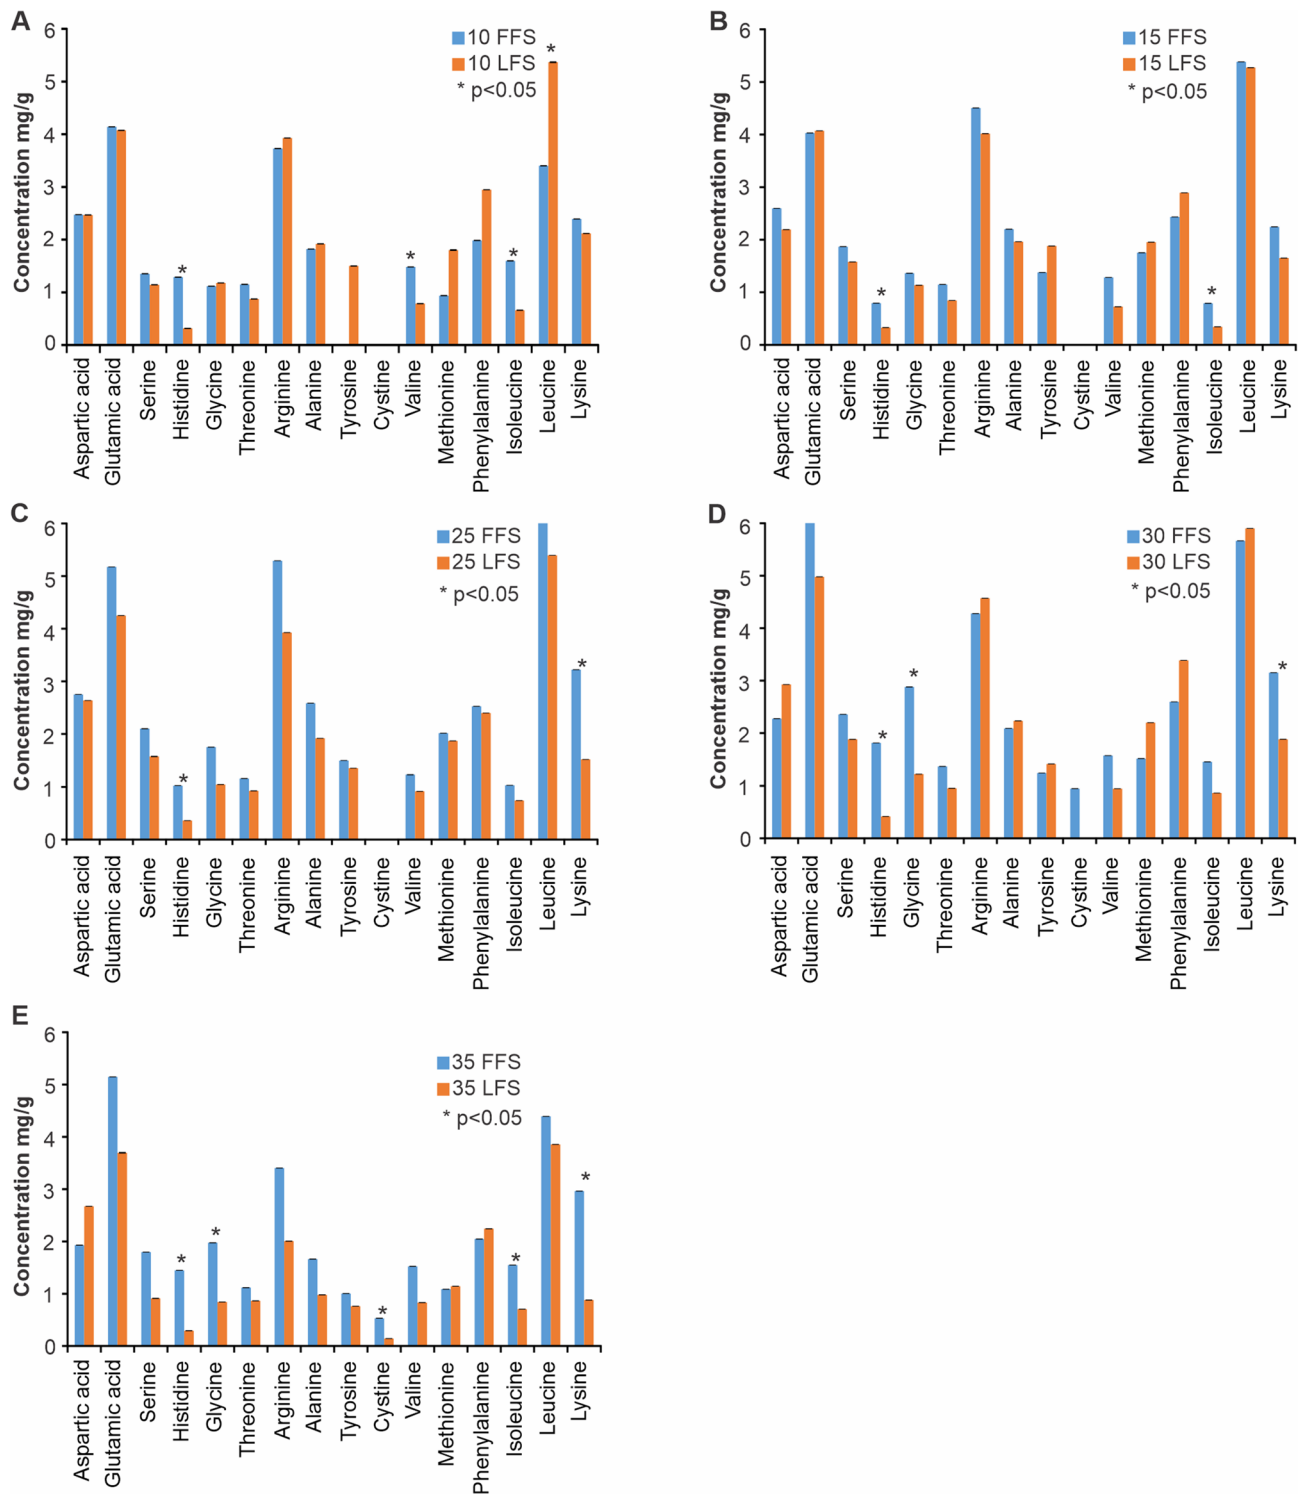 A
Concentration mg/g
6
5
4
3
2
1
0
10 FFS
10 LFS
* p<0.05
*
*
*
*
Aspartic acid
Glutamic acid
Serine
Histidine
Glycine
Threonine
Arginine
Alanine
Tyrosine
Cystine
Valine
Methionine
Phenylalanine
Isoleucine
Leucine
Lysine
B
Concentration mg/g
6
5
4
3
2
1
0
15 FFS
15 LFS
* p<0.05
*
*
Aspartic acid
Glutamic acid
Serine
Histidine
Glycine
Threonine
Arginine
Alanine
Tyrosine
Cystine
Valine
Methionine
Phenylalanine
Isoleucine
Leucine
Lysine
C
Concentration mg/g
6
5
4
3
2
1
0
25 FFS
25 LFS
* p<0.05
*
*
Aspartic acid
Glutamic acid
Serine
Histidine
Glycine
Threonine
Arginine
Alanine
Tyrosine
Cystine
Valine
Methionine
Phenylalanine
Isoleucine
Leucine
Lysine
D
Concentration mg/g
6
5
4
3
2
1
0
30 FFS
30 LFS
* p<0.05
*
*
*
Aspartic acid
Glutamic acid
Serine
Histidine
Glycine
Threonine
Arginine
Alanine
Tyrosine
Cystine
Valine
Methionine
Phenylalanine
Isoleucine
Leucine
Lysine
E
Concentration mg/g
6
5
4
3
2
1
0
35 FFS
35 LFS
* p<0.05
*
*
*
*
*
Aspartic acid
Glutamic acid
Serine
Histidine
Glycine
Threonine
Arginine
Alanine
Tyrosine
Cystine
Valine
Methionine
Phenylalanine
Isoleucine
Leucine
Lysine